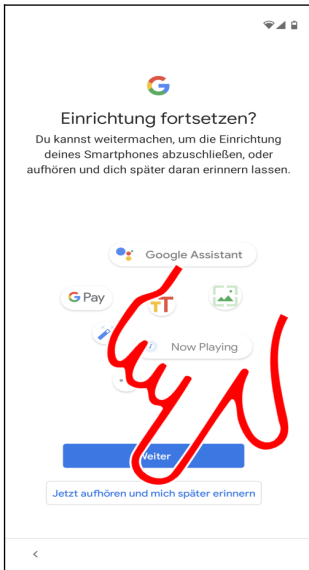 Einrichtung fortsetzen?
Du kannst weitermachen, um die Einrichtung
deines Smartphones abzuschließen, oder
aufhören und dich später daran erinnern lassen.
Google Assistant
G Pay
TT
Now Playing
Weiter
Jetzt aufhören und mich später erinnern